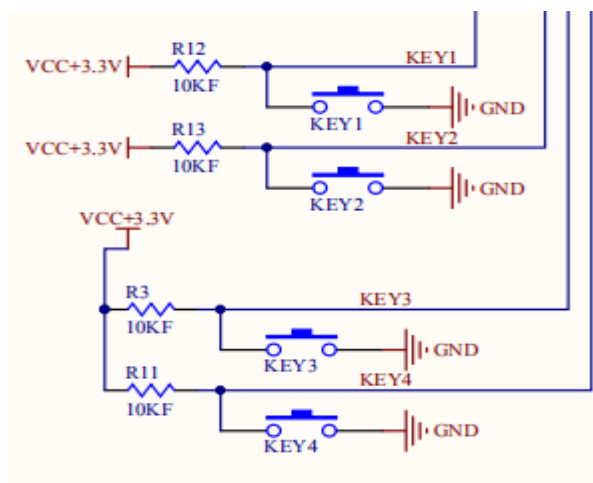 R12
VCC+3.3V
KEY1
10KF
GND
KEY1
R13
KEY2
VCC+3.3V
10KF
GND
KEY2
VCC+3.3V
R3
KEY3
10KF
GND
KEY3
R11
KEY4
10KF
GND
KEY4